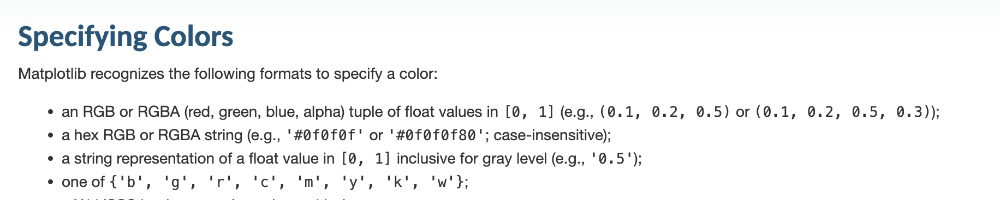 Specifying Colors
Matplotlib recognizes the following formats to specify a color:
• an RGB or RGBA (red, green, blue, alpha) tuple of float values in [0, 1] (e.g., (0.1, 0.2, 0.5) or (0.1, 0.2, 0.5, 0.3));
• a hex RGB or RGBA string (e.g., '#0f0f0f' or '#0f0f0f80'; case-insensitive);
• a string representation of a float value in [0, 1] inclusive for gray level (e.g., '0.5');
• one of {'b', 'g', 'r', 'c', 'm', 'y', 'k', 'w'};